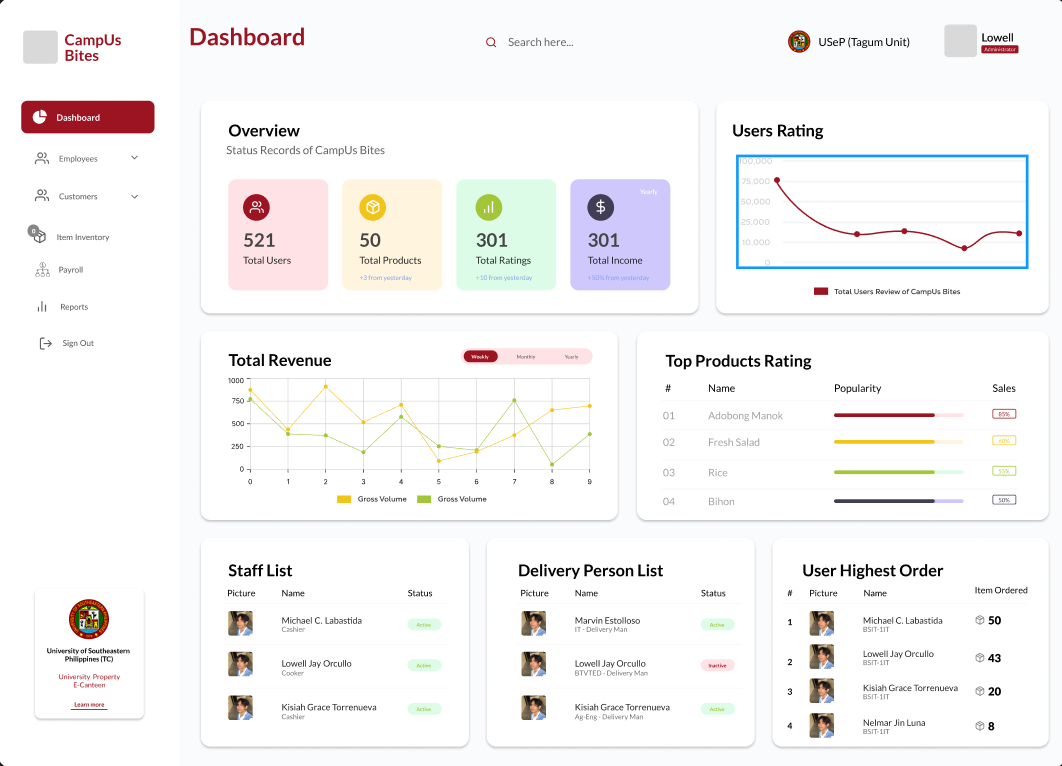 CampUs
Bites
Dashboard
Search here...
USeP (Tagum Unit)
Lowell
Administrator
Dashboard
Employees
Customers
0
Item Inventory
Payroll
Reports
Sign Out
University of Southeastern
Philippines (TC)
University Property
E-Canteen
Learn more
Overview
Status Records of CampUs Bites
521
Total Users
50
Total Products
+3 from yesterday
301
Total Ratings
+10 from yesterday
Yearly
301
Total Income
+50% from yesterday
Users Rating
100,000
75,000
50,000
25,000
10,000
0
Total Users Review of CampUs Bites
Total Revenue
Weekly Monthly Yearly
1000
750
500
250
0
0 1 2 3 4 5 6 7 8 9
Gross Volume Gross Volume
Top Products Rating
# Name Popularity Sales
01 Adobong Manok 85%
02 Fresh Salad 60%
03 Rice 55%
04 Bihon 50%
Staff List
Picture Name Status
Michael C. Labastida
Cashier
Active
Lowell Jay Orcullo
Cooker
Active
Kisiah Grace Torrenueva
Cashier
Active
Delivery Person List
Picture Name Status
Marvin Estolloso
IT - Delivery Man
Active
Lowell Jay Orcullo
BTVTED - Delivery Man
Inactive
Kisiah Grace Torrenueva
Ag-Eng - Delivery Man
Active
User Highest Order
# Picture Name Item Ordered
1 Michael C. Labastida 50
BSIT-1IT
2 Lowell Jay Orcullo 43
BSIT-1IT
3 Kisiah Grace Torrenueva 20
BSIT-1IT
4 Nelmar Jin Luna 8
BSIT-1IT